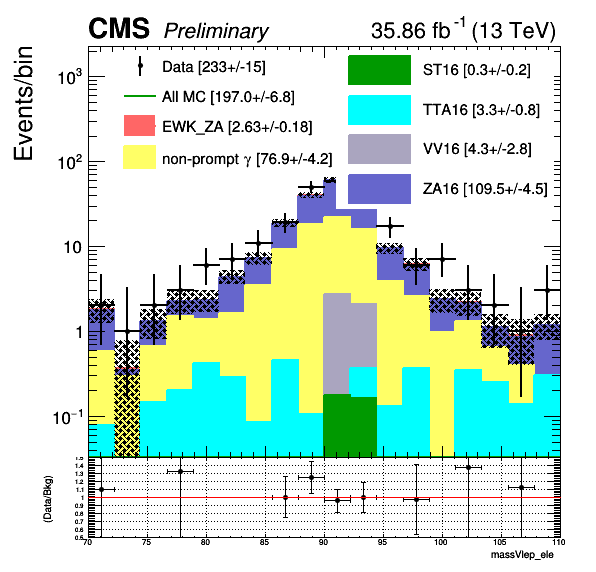 CMS Preliminary 35.86 fb⁻¹ (13 TeV)
Events/bin
Data [233+/-15]
All MC [197.0+/-6.8]
EWK_ZA [2.63+/-0.18]
non-prompt γ [76.9+/-4.2]
ST16 [0.3+/-0.2]
TTA16 [3.3+/-0.8]
VV16 [4.3+/-2.8]
ZA16 [109.5+/-4.5]
10³
10²
10
1
10⁻¹
(Data/Bkg)
1.5
1.4
1.3
1.2
1.1
1
0.9
0.8
0.7
0.6
0.5
70 75 80 85 90 95 100 105 110
massVlep_ele